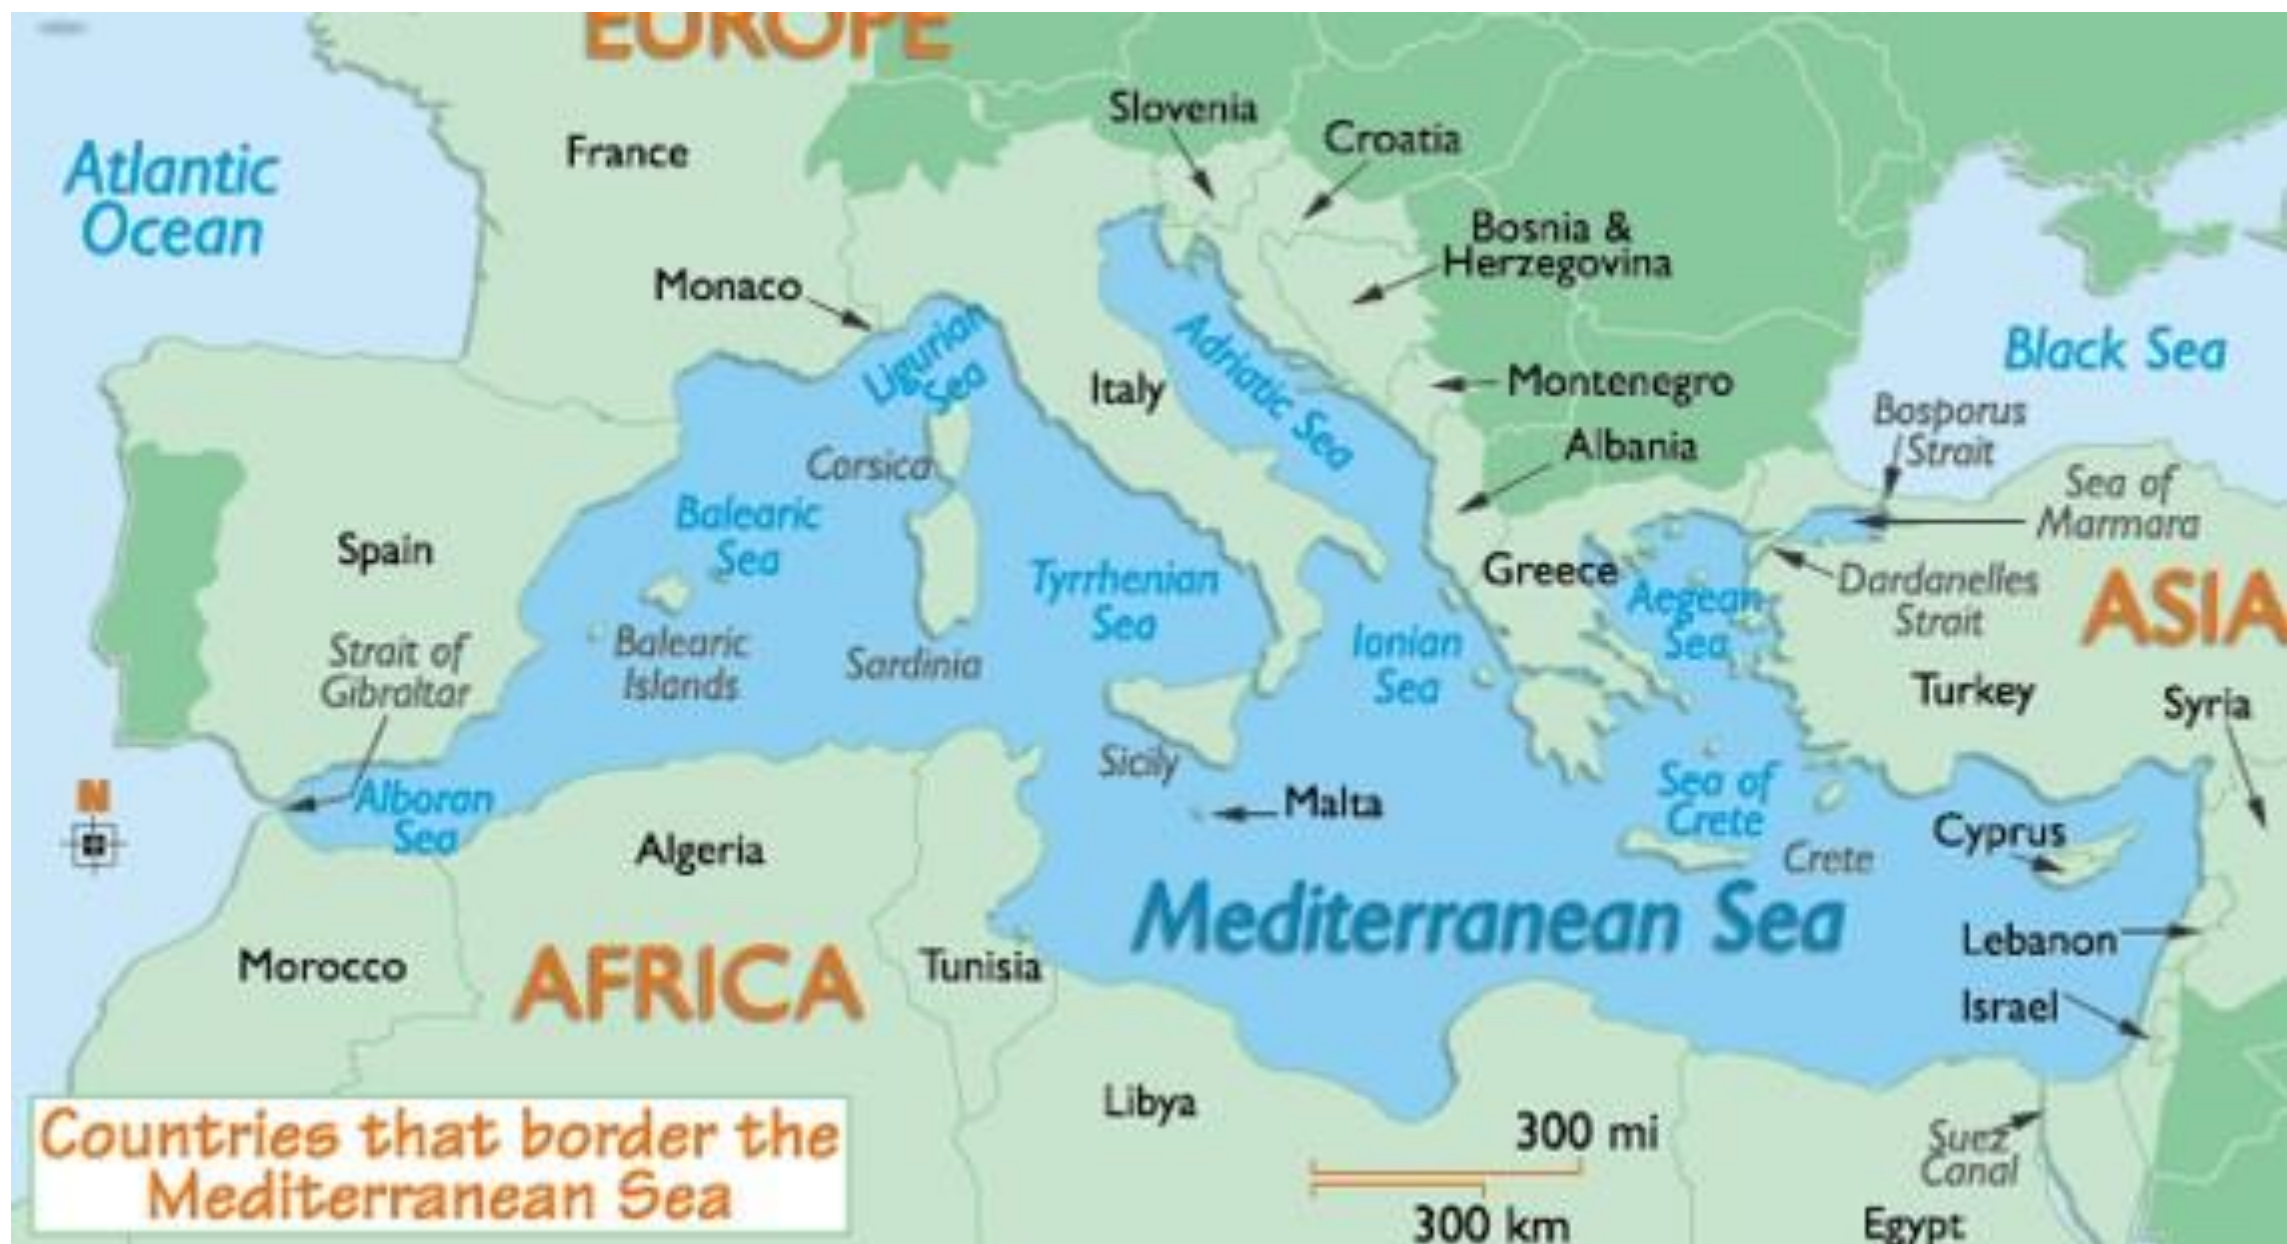 EUROPE
Slovenia
Croatia
France
Atlantic
Ocean
Bosnia &
Herzegovina
Monaco
Ligurian
Sea
Adriatic Sea
Black Sea
Italy
Montenegro
Bosporus
Strait
Albania
Corsica
Sea of
Marmara
Balearic
Sea
Spain
Greece
Tyrrhenian
Sea
Dardanelles
Strait
ASIA
Aegean
Sea
Ionian
Sea
Strait of
Gibraltar
Balearic
Islands
Sardinia
Turkey
Syria
Sicily
Sea of
Crete
N
Alboran
Sea
Malta
Cyprus
Crete
Algeria
Mediterranean Sea
Lebanon
Morocco
AFRICA
Tunisia
Israel
Libya
300 mi
Suez
Canal
Countries that border the
Mediterranean Sea
300 km
Egypt